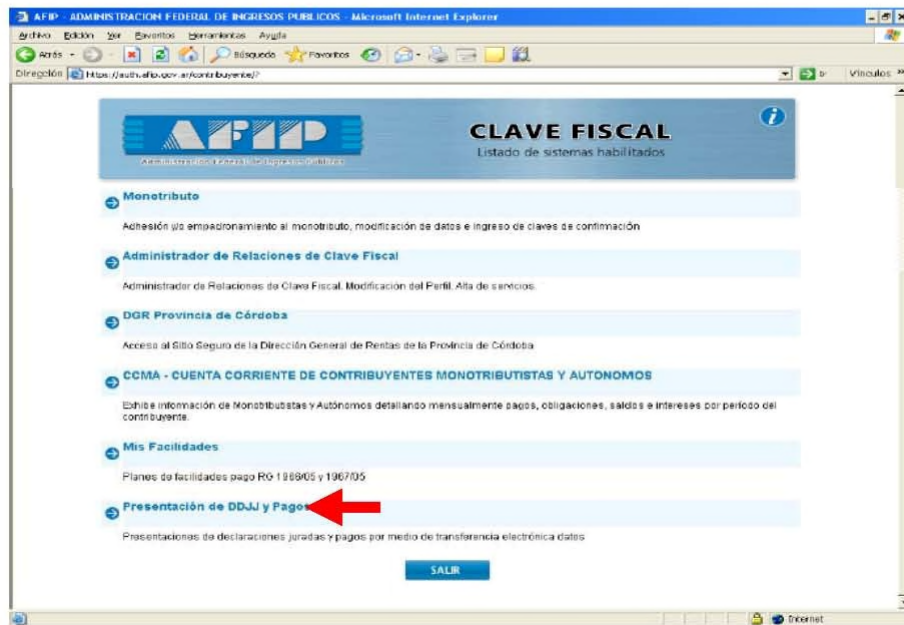 AFIP - ADMINISTRACION FEDERAL DE INGRESOS PUBLICOS - Microsoft Internet Explorer
Archivo Edición Ver Favoritos Herramientas Ayuda
Atrás Búsqueda Favoritos
Dirección https://auth.afip.gov.ar/contribuyente/? Ir Vínculos »
AFIP
Administración Federal de Ingresos Públicos
CLAVE FISCAL
Listado de sistemas habilitados
i
Monotributo
Adhesión y/o empadronamiento al monotributo, modificación de datos e ingreso de claves de confirmación
Administrador de Relaciones de Clave Fiscal
Administrador de Relaciones de Clave Fiscal. Modificación del Perfil. Alta de servicios.
DGR Provincia de Córdoba
Acceso al Sitio Seguro de la Dirección General de Rentas de la Provincia de Córdoba
CCMA - CUENTA CORRIENTE DE CONTRIBUYENTES MONOTRIBUTISTAS Y AUTONOMOS
Exhibe información de Monotributistas y Autónomos detallando mensualmente pagos, obligaciones, saldos e intereses por período del
contribuyente.
Mis Facilidades
Planes de facilidades pago RG 1966/05 y 1967/05
Presentación de DDJJ y Pagos
Presentaciones de declaraciones juradas y pagos por medio de transferencia electrónica datos
SALIR
Internet